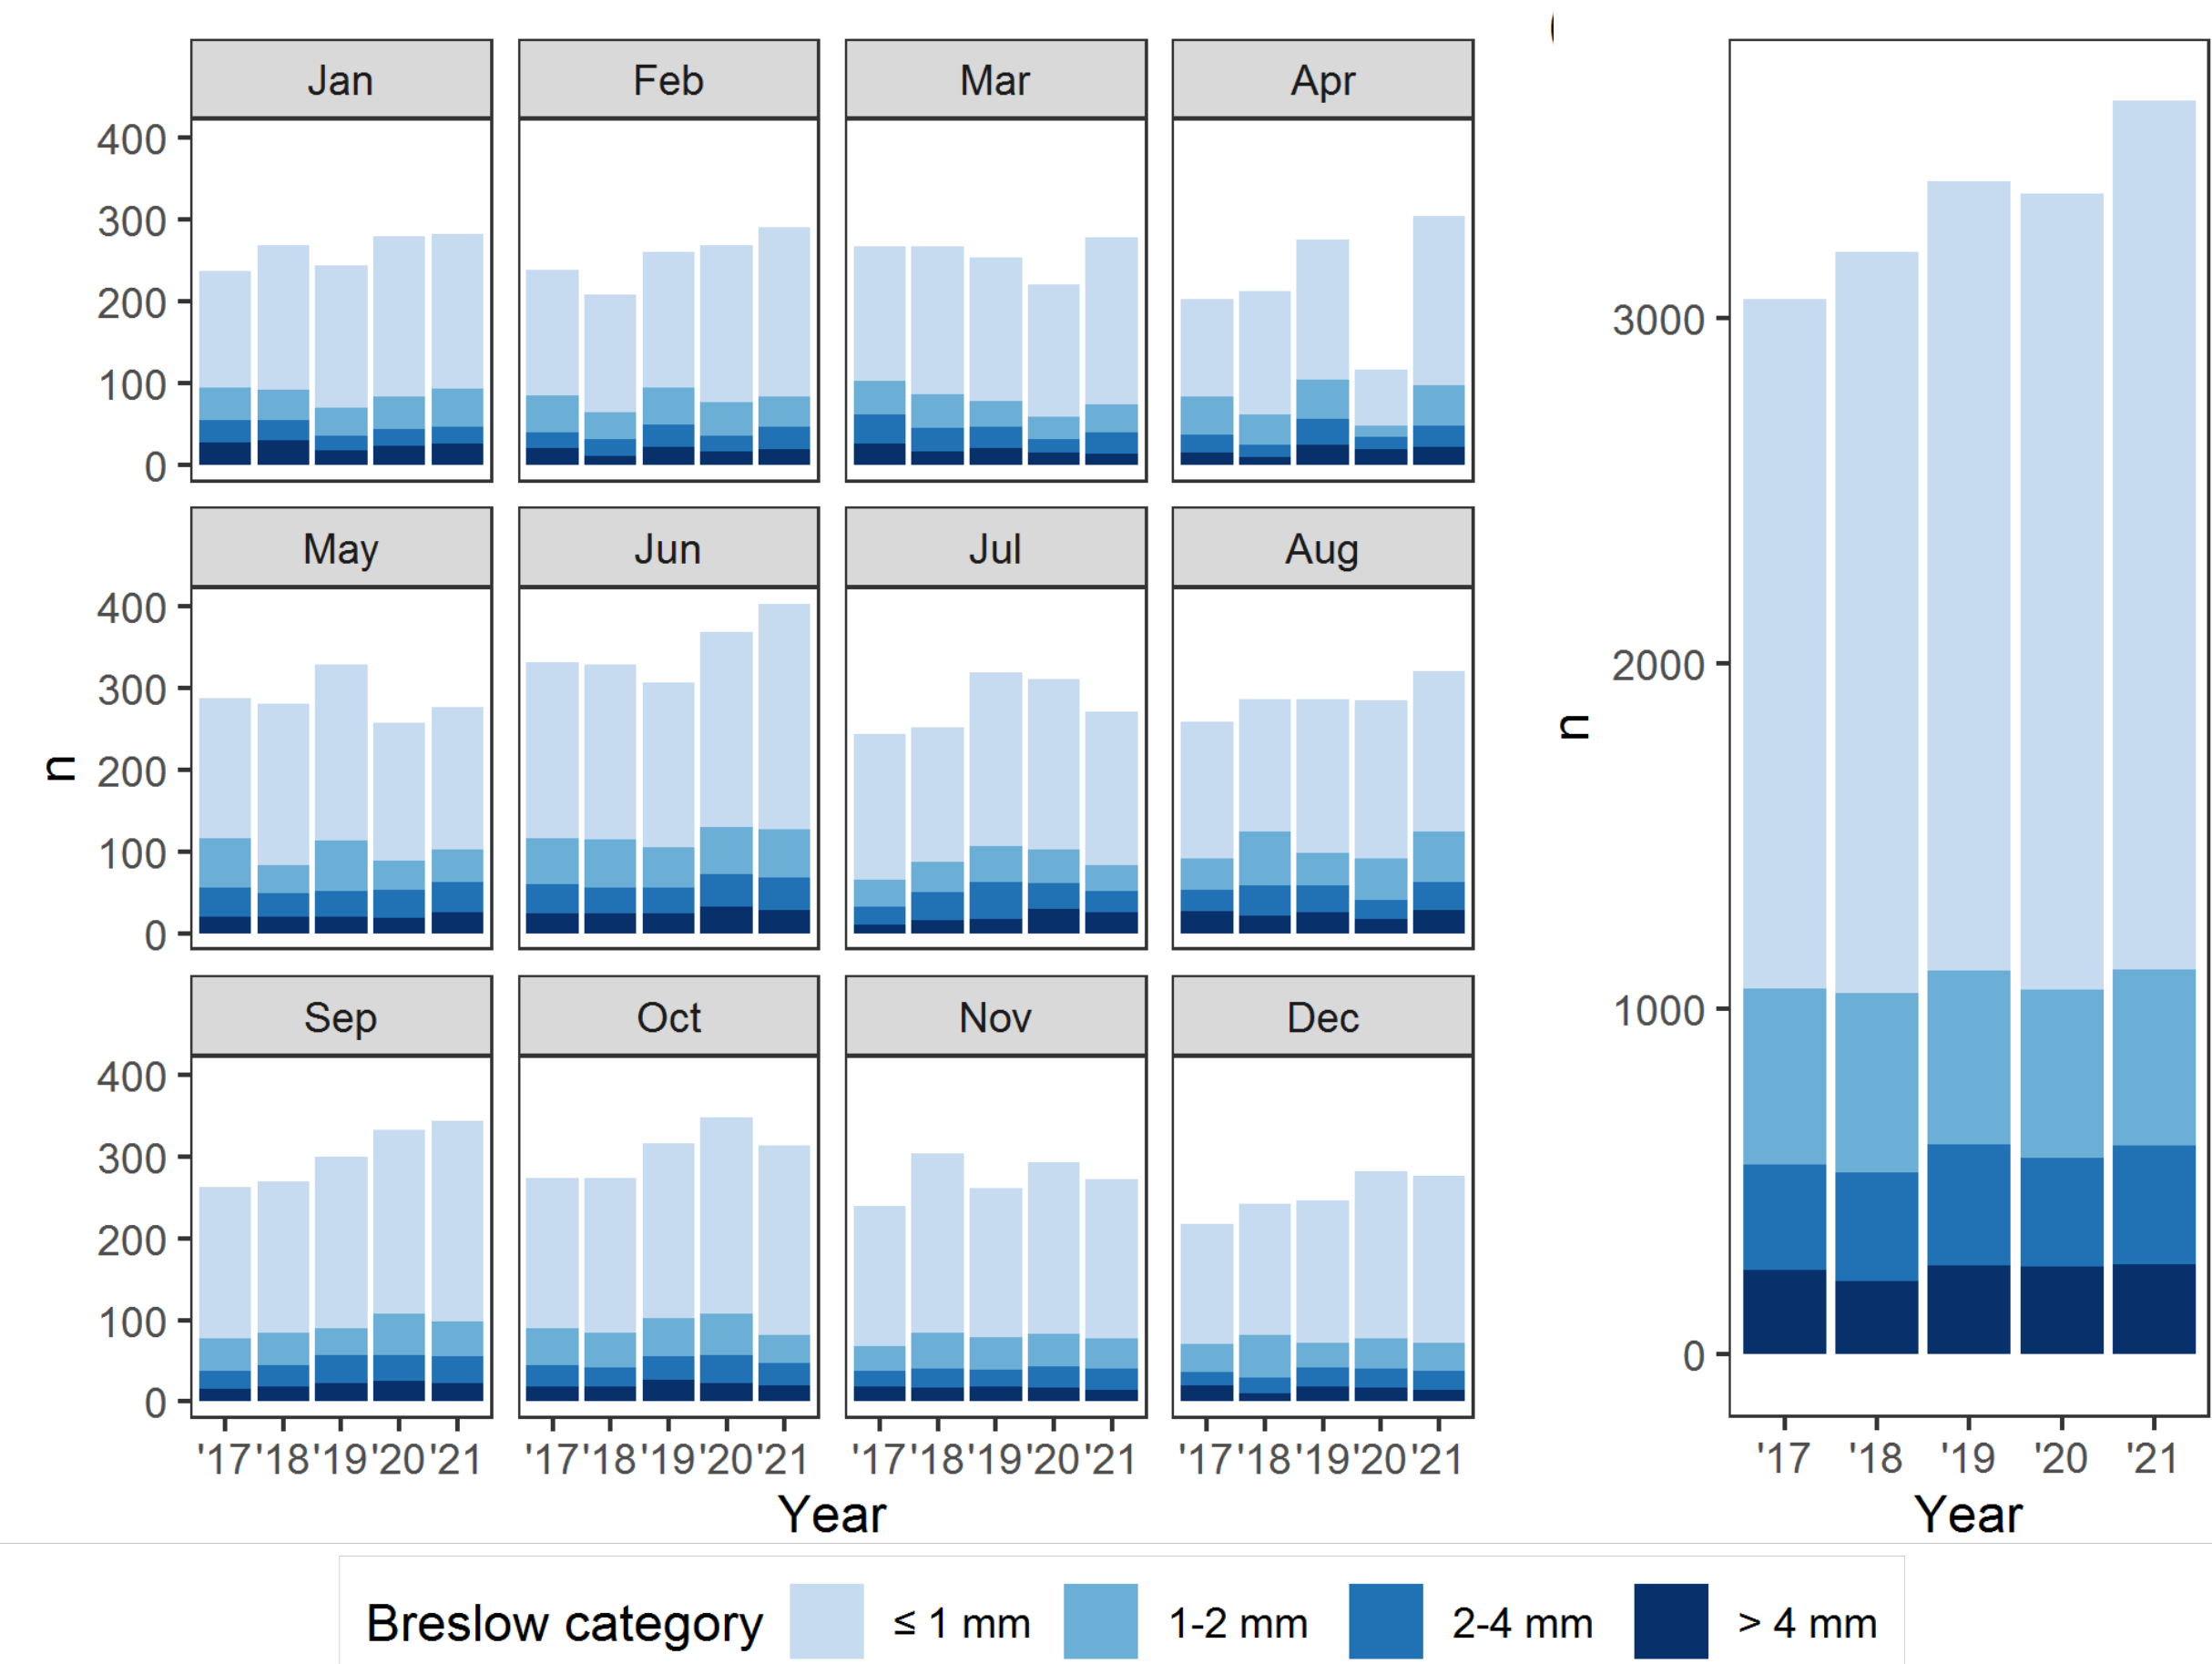 Jan Feb Mar Apr
400
300
200
100
0
May Jun Jul Aug
400
300
200
100
0
n
Sep Oct Nov Dec
400
300
200
100
0
'17 '18 '19 '20 '21 '17 '18 '19 '20 '21 '17 '18 '19 '20 '21 '17 '18 '19 '20 '21
Year
3000
2000
n
1000
0
'17 '18 '19 '20 '21
Year
Breslow category ≤ 1 mm 1-2 mm 2-4 mm > 4 mm